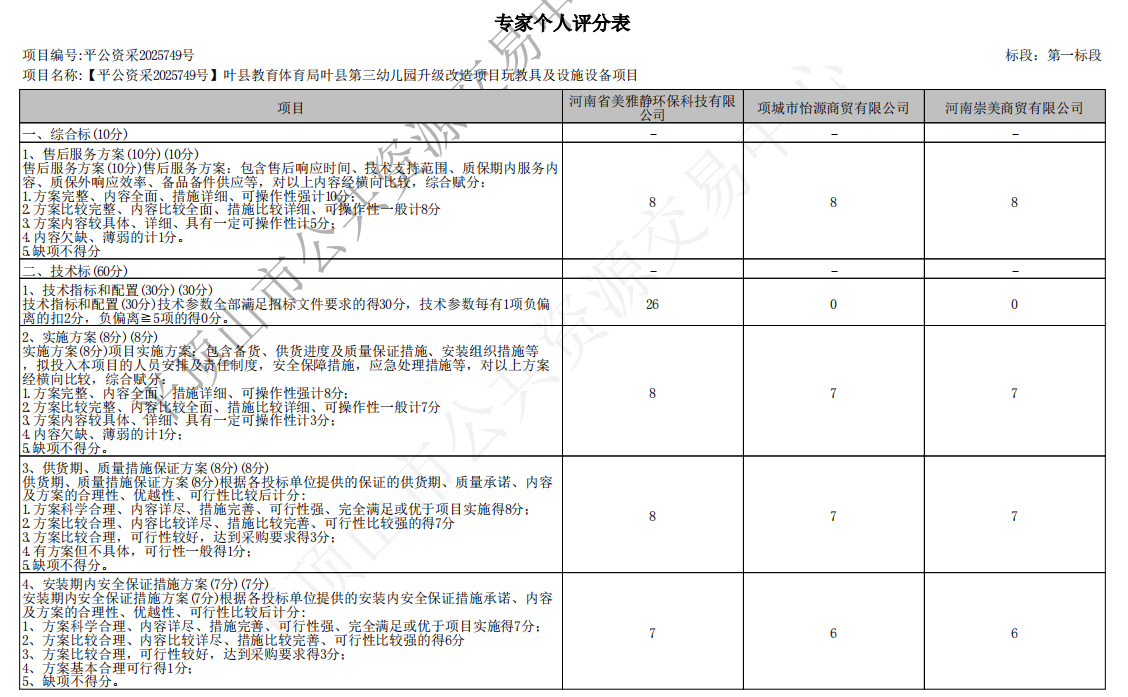 专家个人评分表
项目编号:平公资采2025749号
标段：第一标段
项目名称:【平公资采2025749号】叶县教育体育局叶县第三幼儿园升级改造项目玩教具及设施设备项目
项目
河南省美雅静环保科技有限公司
项城市怡源商贸有限公司
河南崇美商贸有限公司
一、综合标(10分)
–
–
–
1、售后服务方案(10分)(10分)
售后服务方案(10分)售后服务方案：包含售后响应时间、技术支持范围、质保期内服务内
容、质保外响应效率、备品备件供应等，对以上内容经横向比较，综合赋分：
1.方案完整、内容全面、措施详细、可操作性强计10分；
2.方案比较完整、内容比较全面、措施比较详细、可操作性一般计8分
3.方案内容较具体、详细、具有一定可操作性计5分；
4.内容欠缺、薄弱的计1分。
5.缺项不得分
8
8
8
二、技术标(60分)
–
–
–
1、技术指标和配置(30分)(30分)
技术指标和配置(30分)技术参数全部满足招标文件要求的得30分，技术参数每有1项负偏
离的扣2分，负偏离≧5项的得0分。
26
0
0
2、实施方案(8分)(8分)
实施方案(8分)项目实施方案：包含备货、供货进度及质量保证措施、安装组织措施等
，拟投入本项目的人员安排及责任制度，安全保障措施，应急处理措施等，对以上方案
经横向比较，综合赋分：
1.方案完整、内容全面、措施详细、可操作性强计8分；
2.方案比较完整、内容比较全面、措施比较详细、可操作性一般计7分
3.方案内容较具体、详细、具有一定可操作性计3分；
4.内容欠缺、薄弱的计1分；
5.缺项不得分。
8
7
7
3、供货期、质量措施保证方案(8分)(8分)
供货期、质量措施保证方案(8分)根据各投标单位提供的保证的供货期、质量承诺、内容
及方案的合理性、优越性、可行性比较后计分：
1.方案科学合理、内容详尽、措施完善、可行性强、完全满足或优于项目实施得8分；
2.方案比较合理、内容比较详尽、措施比较完善、可行性比较强的得7分
3.方案比较合理，可行性较好，达到采购要求得3分；
4.有方案但不具体，可行性一般得1分；
5.缺项不得分。
8
7
7
4、安装期内安全保证措施方案(7分)(7分)
安装期内安全保证措施方案(7分)根据各投标单位提供的安装内安全保证措施承诺、内容
及方案的合理性、优越性、可行性比较后计分：
1、方案科学合理、内容详尽、措施完善、可行性强、完全满足或优于项目实施得7分；
2、方案比较合理、内容比较详尽、措施比较完善、可行性比较强的得6分
3、方案比较合理，可行性较好，达到采购要求得3分；
4、方案基本合理可行得1分；
5、缺项不得分。
7
6
6
平顶山市公共资源交易中
顶山市公共资源交易中心